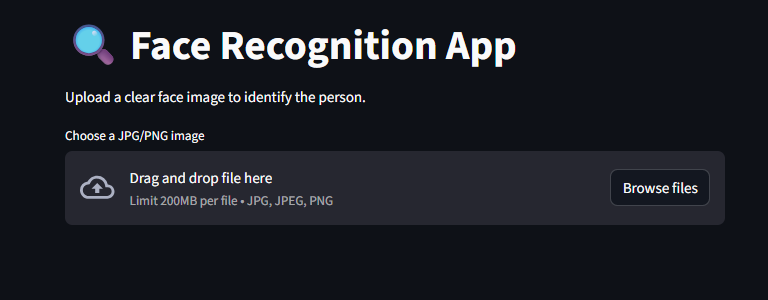 Face Recognition App
Upload a clear face image to identify the person.
Choose a JPG/PNG image
Drag and drop file here
Limit 200MB per file • JPG, JPEG, PNG
Browse files